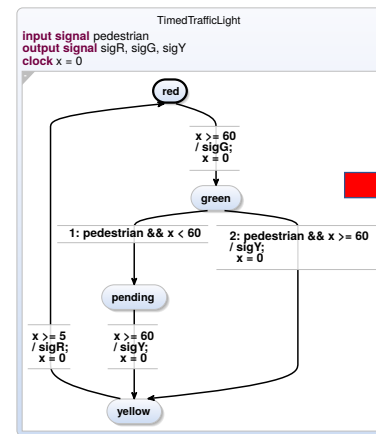 TimedTrafficLight
input signal pedestrian
output signal sigR, sigG, sigY
clock x = 0
red
x >= 60
/ sigG;
x = 0
green
1: pedestrian && x < 60
2: pedestrian && x >= 60
/ sigY;
x = 0
pending
x >= 5
/ sigR;
x = 0
x >= 60
/ sigY;
x = 0
yellow